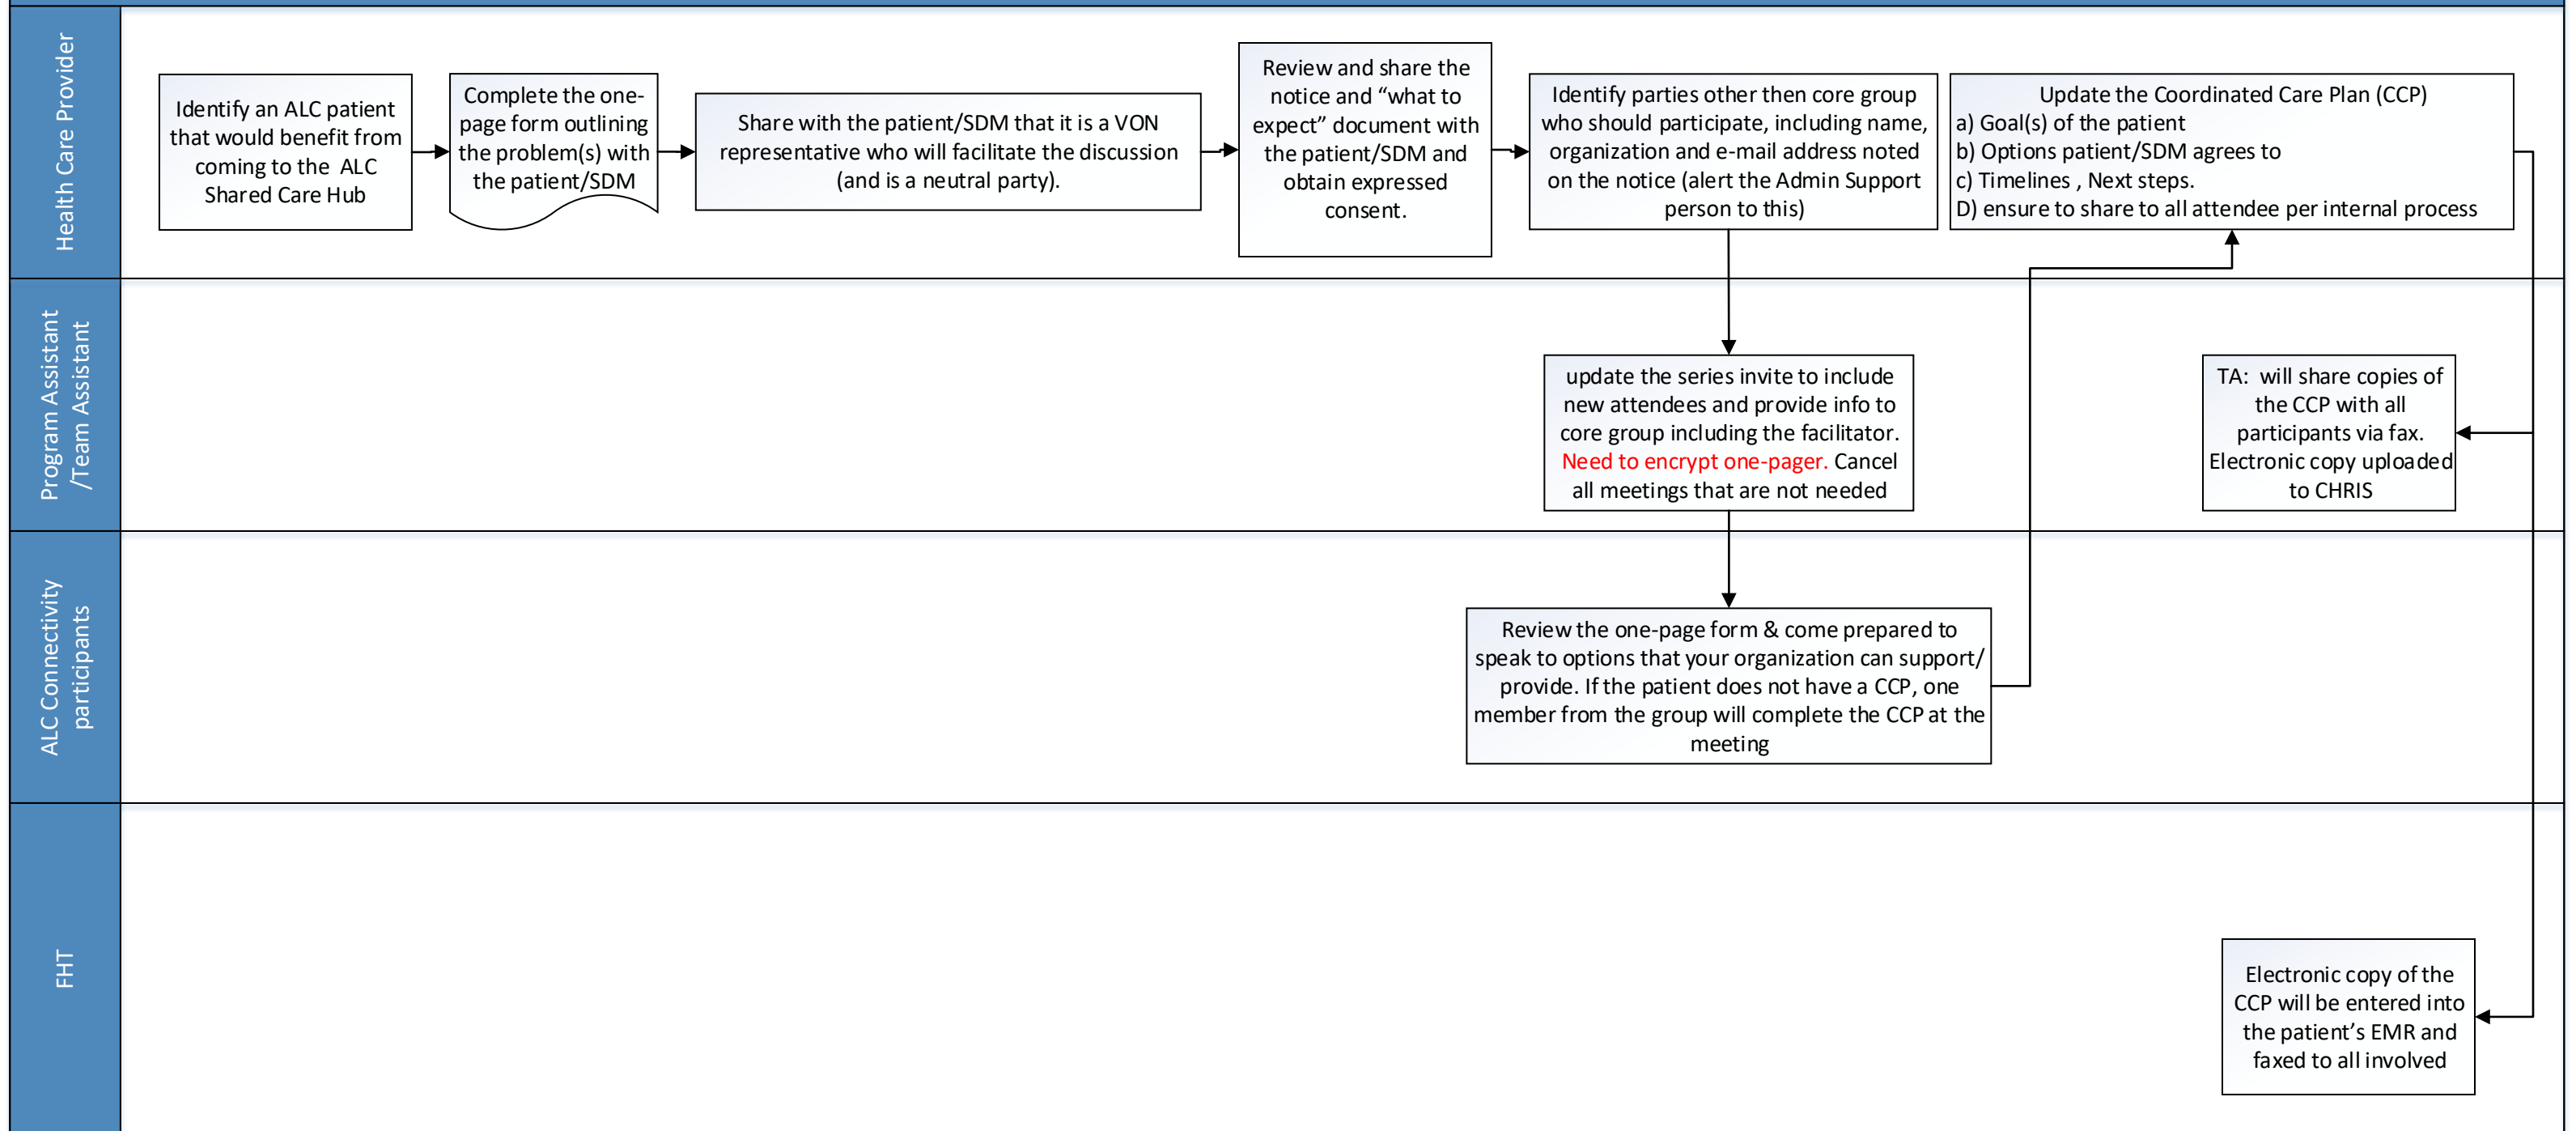 Health Care Provider
Identify an ALC patient
that would benefit from
coming to the ALC
Shared Care Hub
Complete the one-
page form outlining
the problem(s) with
the patient/SDM
Share with the patient/SDM that it is a VON
representative who will facilitate the discussion
(and is a neutral party).
Review and share the
notice and “what to
expect” document with
the patient/SDM and
obtain expressed
consent.
Identify parties other then core group
who should participate, including name,
organization and e-mail address noted
on the notice (alert the Admin Support
person to this)
Update the Coordinated Care Plan (CCP)
a) Goal(s) of the patient
b) Options patient/SDM agrees to
c) Timelines , Next steps.
D) ensure to share to all attendee per internal process
Program Assistant
/Team Assistant
update the series invite to include
new attendees and provide info to
core group including the facilitator.
Need to encrypt one-pager. Cancel
all meetings that are not needed
TA: will share copies of
the CCP with all
participants via fax.
Electronic copy uploaded
to CHRIS
ALC Connectivity
participants
Review the one-page form & come prepared to
speak to options that your organization can support/
provide. If the patient does not have a CCP, one
member from the group will complete the CCP at the
meeting
FHT
Electronic copy of the
CCP will be entered into
the patient’s EMR and
faxed to all involved